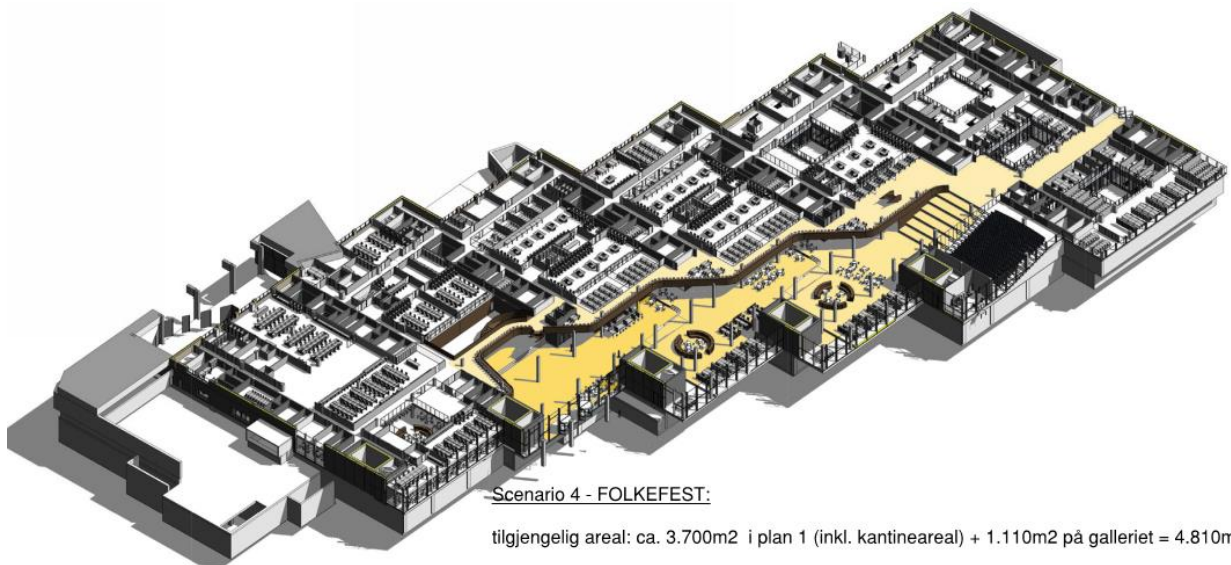 Scenario 4 - FOLKEFEST:
tilgjengelig areal: ca. 3.700m2 i plan 1 (inkl. kantineareal) + 1.110m2 på galleriet = 4.810m